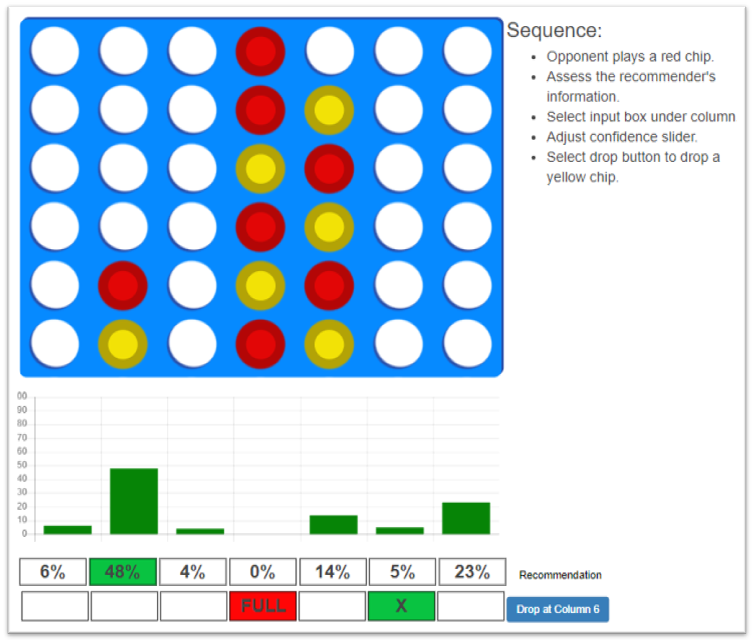 Sequence:
Opponent plays a red chip.
Assess the recommender's
information.
Select input box under column
Adjust confidence slider.
Select drop button to drop a
yellow chip.
00
90
80
70
60
50
40
30
20
10
0
6% 48% 4% 0% 14% 5% 23% Recommendation
FULL X Drop at Column 6